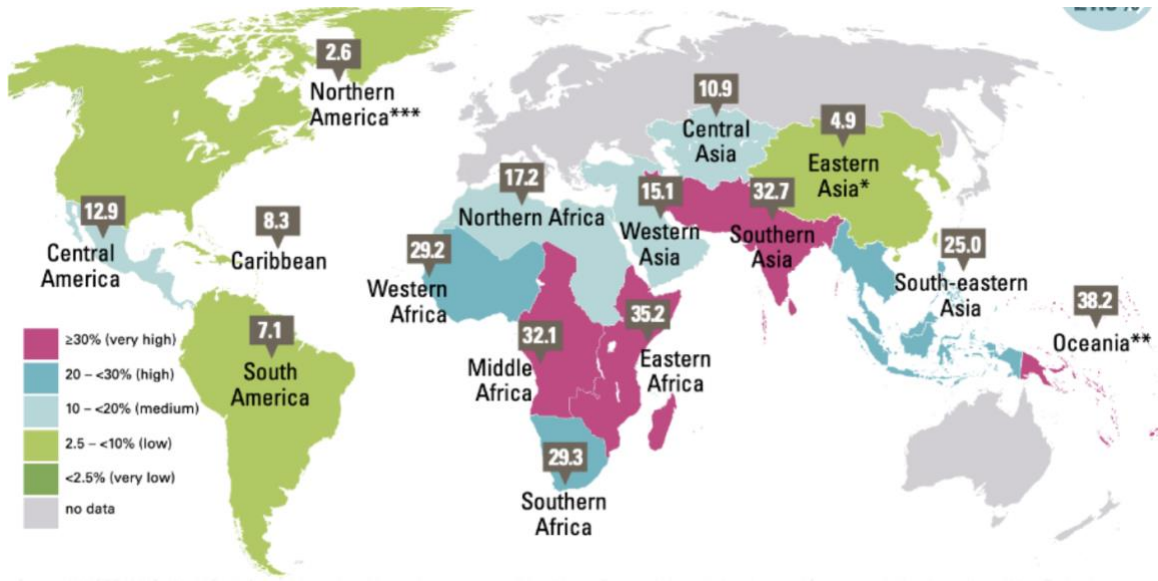 2.6
Northern
America***
10.9
Central
Asia
4.9
Eastern
Asia*
17.2
Northern Africa
15.1
Western
Asia
32.7
Southern
Asia
12.9
Central
America
8.3
Caribbean
29.2
Western
Africa
25.0
South-eastern
Asia
38.2
Oceania**
7.1
South
America
32.1
Middle
Africa
35.2
Eastern
Africa
29.3
Southern
Africa
≥30% (very high)
20 – <30% (high)
10 – <20% (medium)
2.5 – <10% (low)
<2.5% (very low)
no data